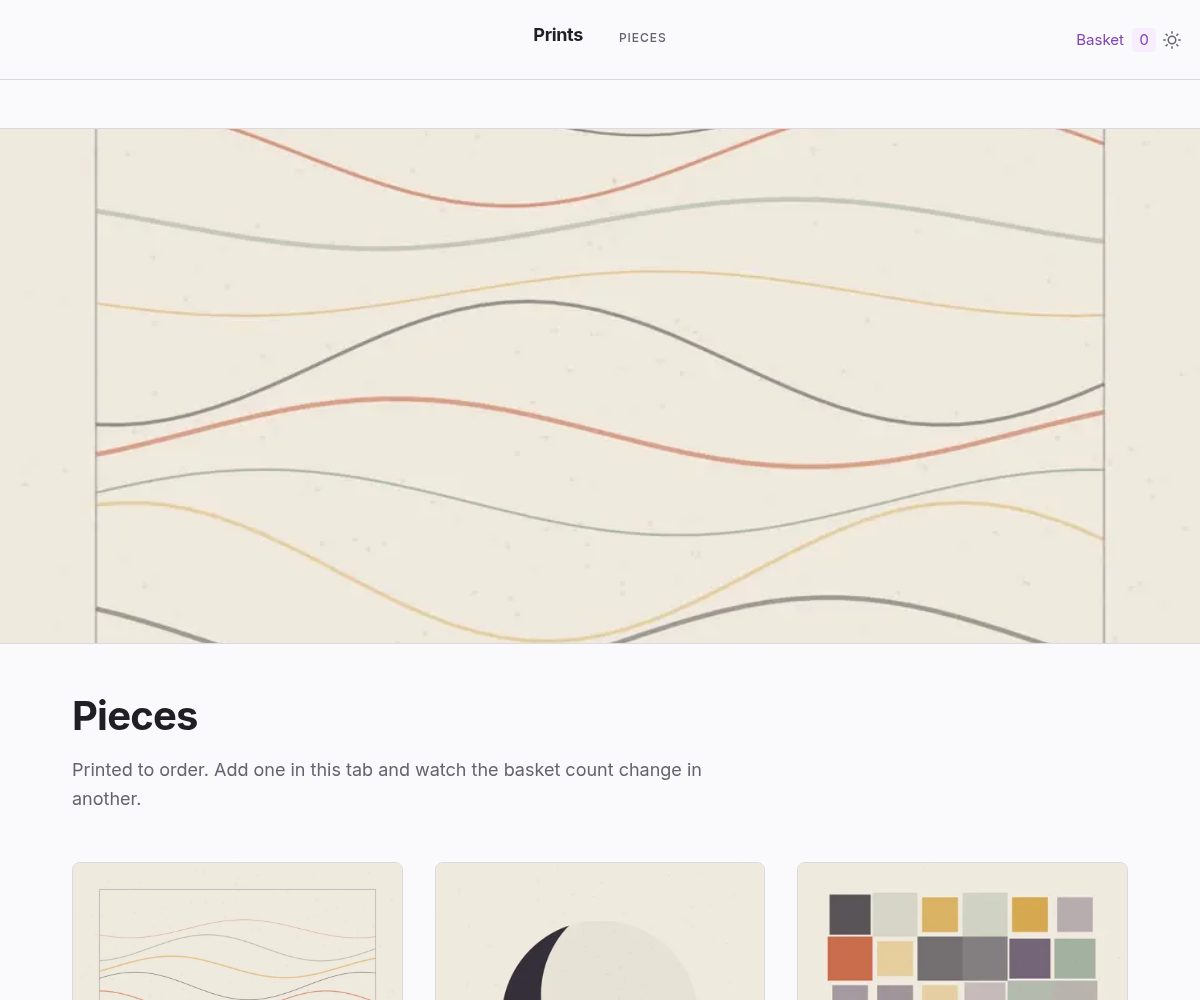 Prints
PIECES
Basket 0
Pieces
Printed to order. Add one in this tab and watch the basket count change in
another.